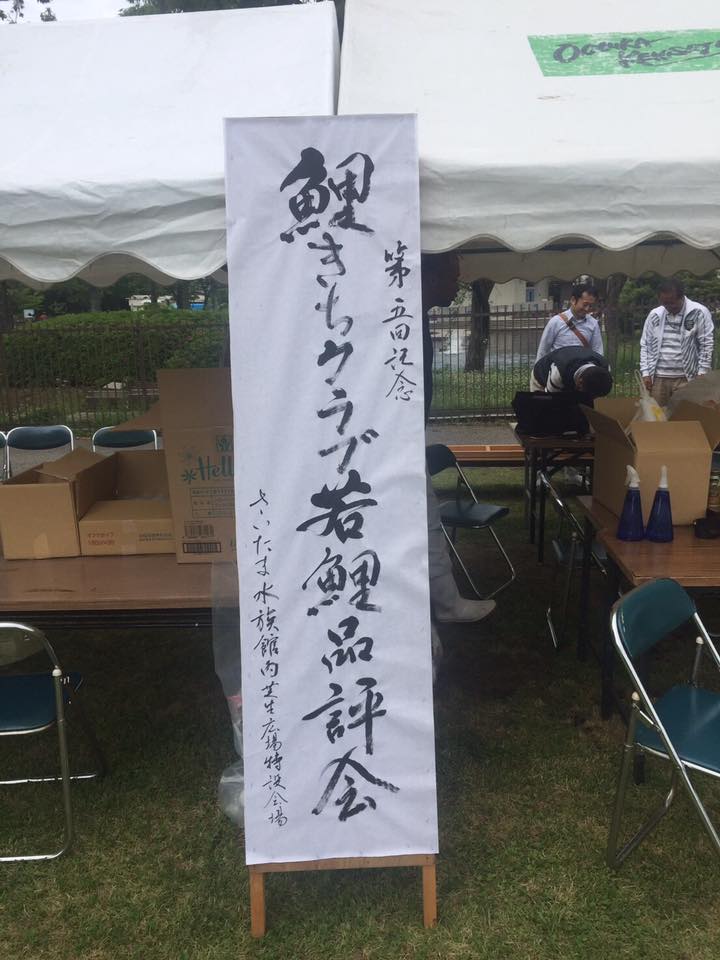 第五回記念
鯉きちクラブ若鯉品評会
さいたま水族館内芝生広場特設会場
Hell